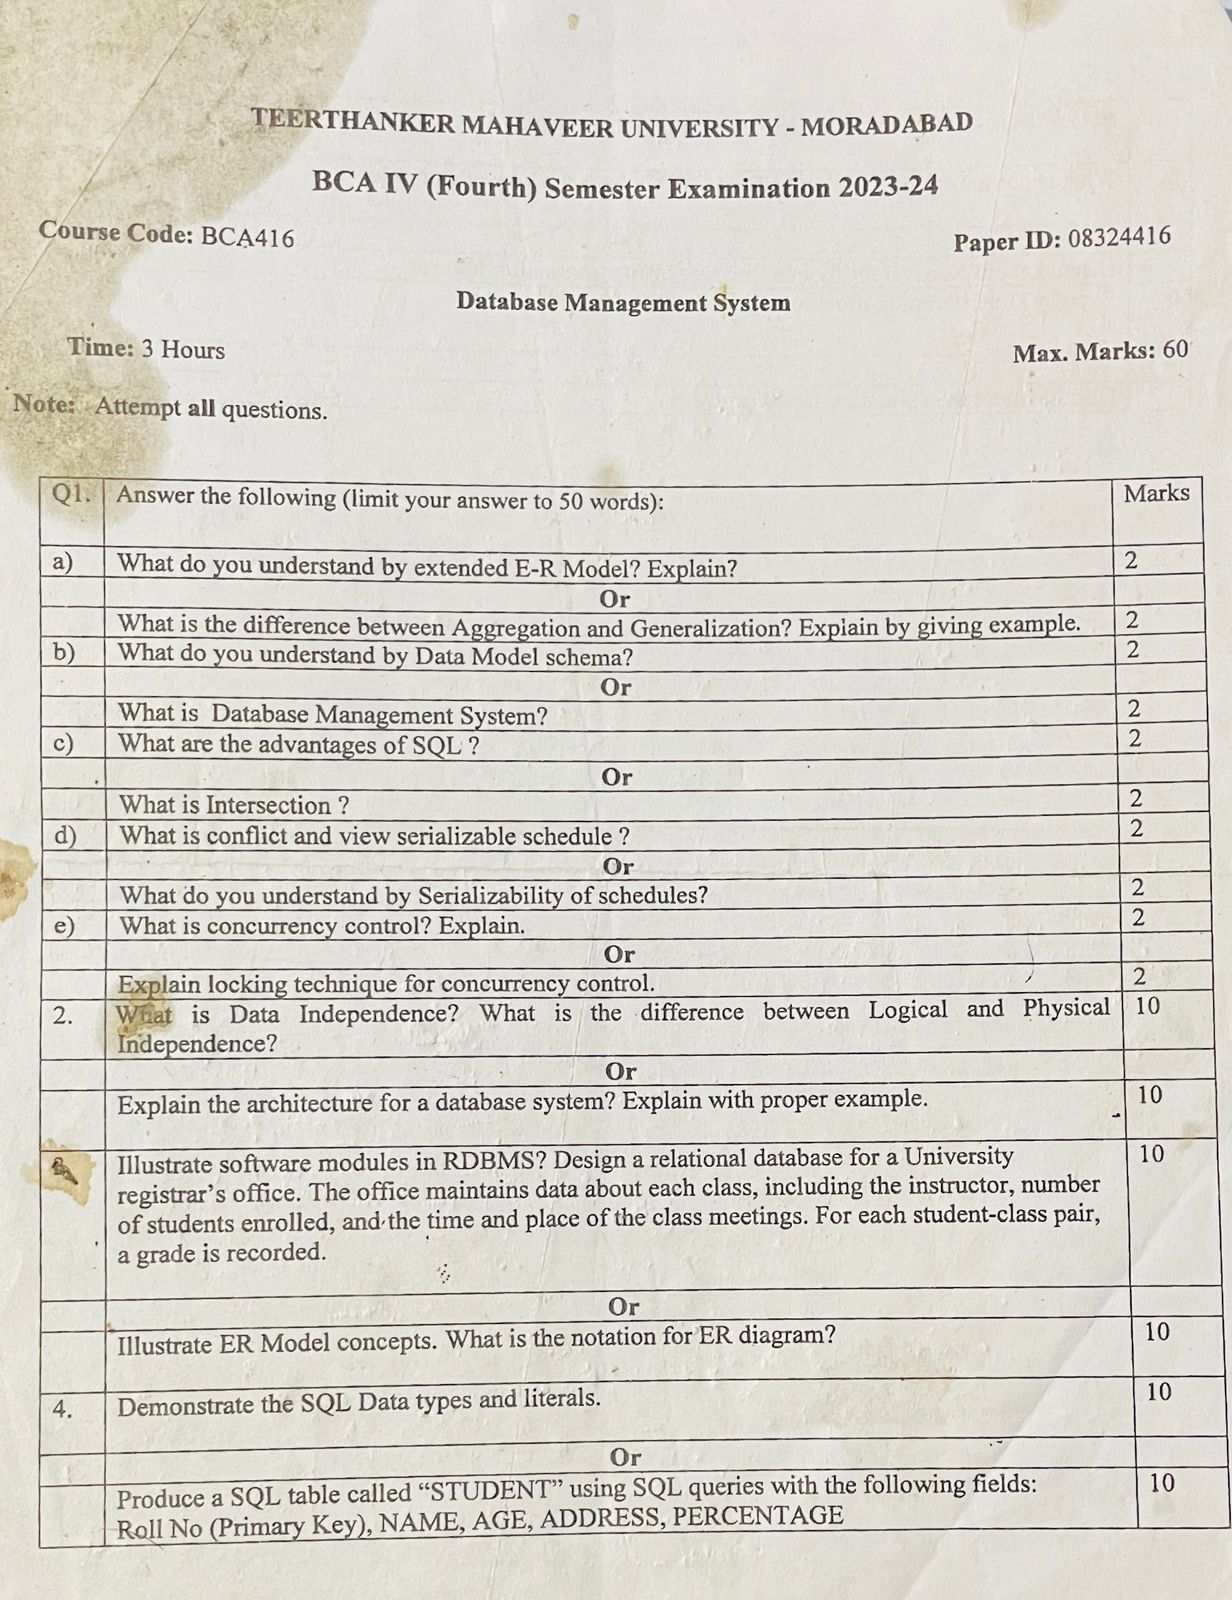 TEERTHANKER MAHAVEER UNIVERSITY - MORADABAD
BCA IV (Fourth) Semester Examination 2023-24
Course Code: BCA416
Paper ID: 08324416
Database Management System
Time: 3 Hours
Max. Marks: 60
Note: Attempt all questions.
Q1. Answer the following (limit your answer to 50 words): Marks
a) What do you understand by extended E-R Model? Explain? 2
Or
What is the difference between Aggregation and Generalization? Explain by giving example. 2
b) What do you understand by Data Model schema? 2
Or
What is Database Management System? 2
c) What are the advantages of SQL ? 2
Or
What is Intersection ? 2
d) What is conflict and view serializable schedule ? 2
Or
What do you understand by Serializability of schedules? 2
e) What is concurrency control? Explain. 2
Or
Explain locking technique for concurrency control. 2
2. What is Data Independence? What is the difference between Logical and Physical 10
Independence?
Or
Explain the architecture for a database system? Explain with proper example. 10
Illustrate software modules in RDBMS? Design a relational database for a University 10
registrar's office. The office maintains data about each class, including the instructor, number
of students enrolled, and the time and place of the class meetings. For each student-class pair,
a grade is recorded.
Or
Illustrate ER Model concepts. What is the notation for ER diagram? 10
4. Demonstrate the SQL Data types and literals. 10
Or
Produce a SQL table called “STUDENT” using SQL queries with the following fields: 10
Roll No (Primary Key), NAME, AGE, ADDRESS, PERCENTAGE